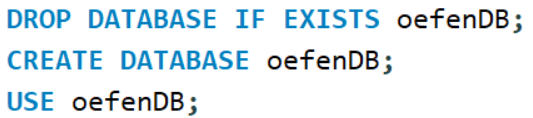 DROP DATABASE IF EXISTS oefenDB;
CREATE DATABASE oefenDB;
USE oefenDB;